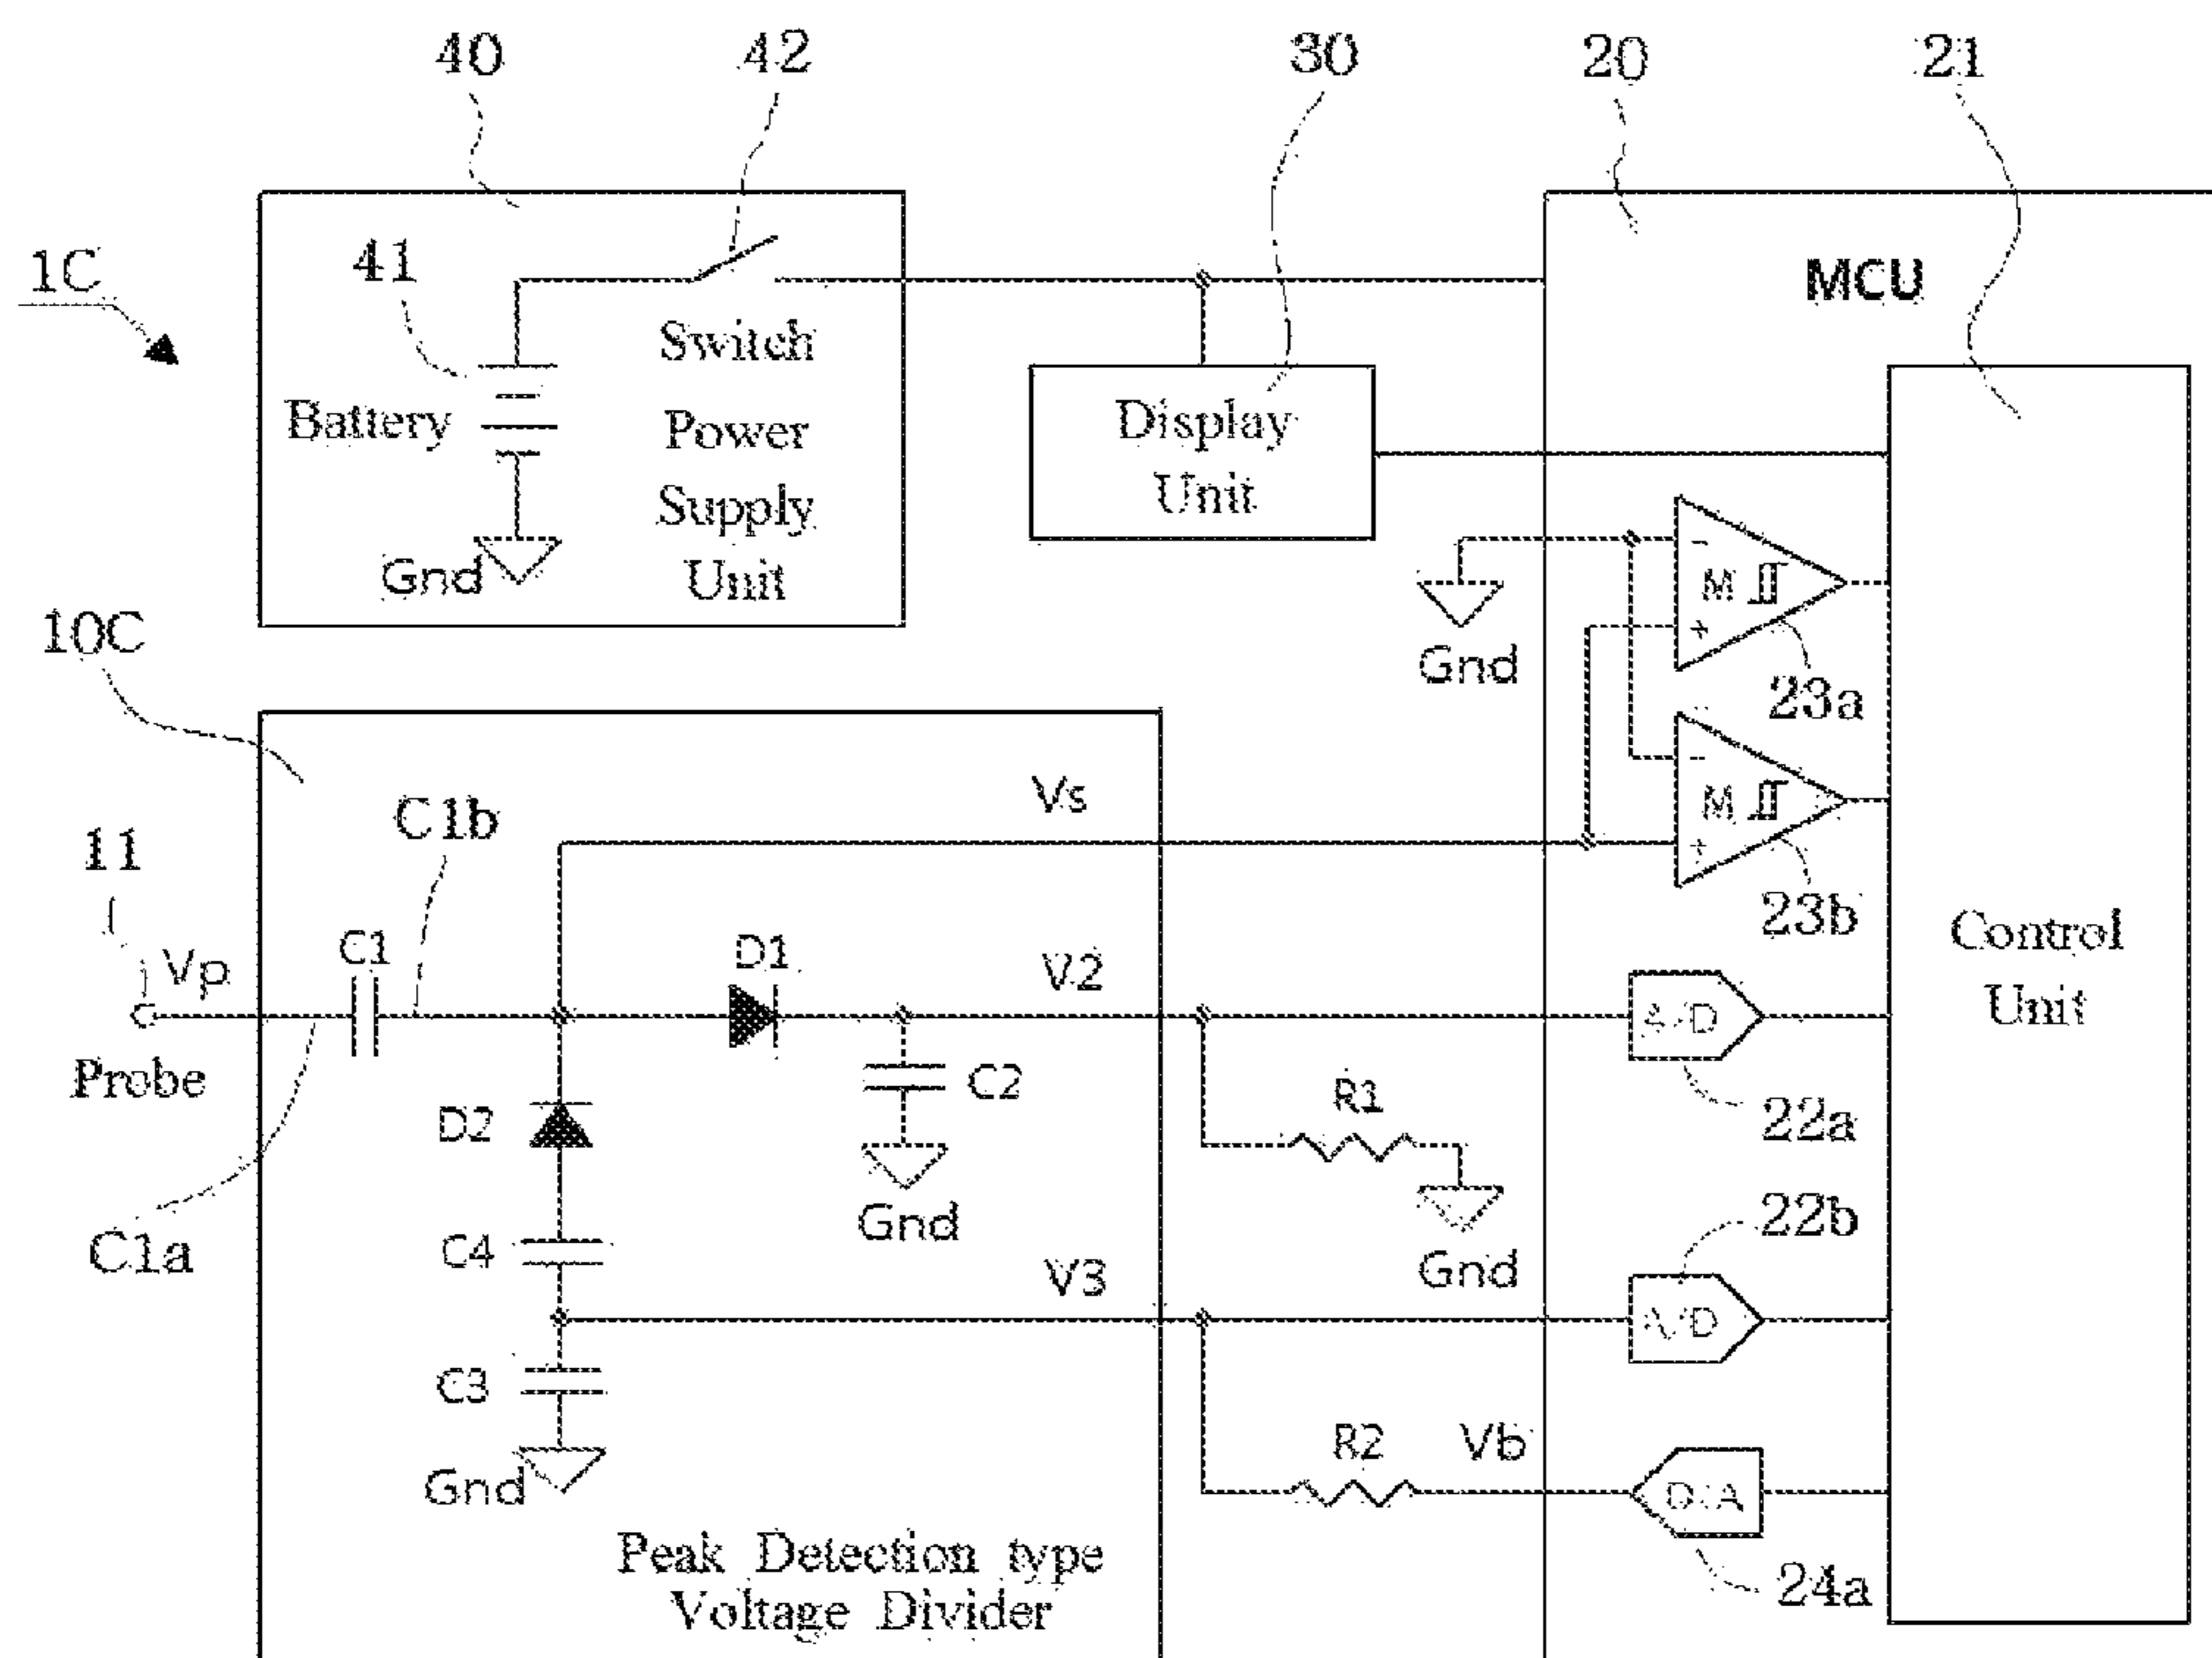 40
42
30
20
21
1C
41
Switch
MCU
Battery
Power
Supply
Unit
Gnd
Display
Unit
-
M
+
23a
Gnd
10C
Vs
-
M
+
23b
C1b
11
Vp
C1
D1
V2
A/D
Control
Unit
Probe
D2
C2
R1
22a
C1a
Gnd
Gnd
22b
C4
V3
A/D
C3
R2
Vb
D/A
Gnd
24a
Peak Detection type
Voltage Divider